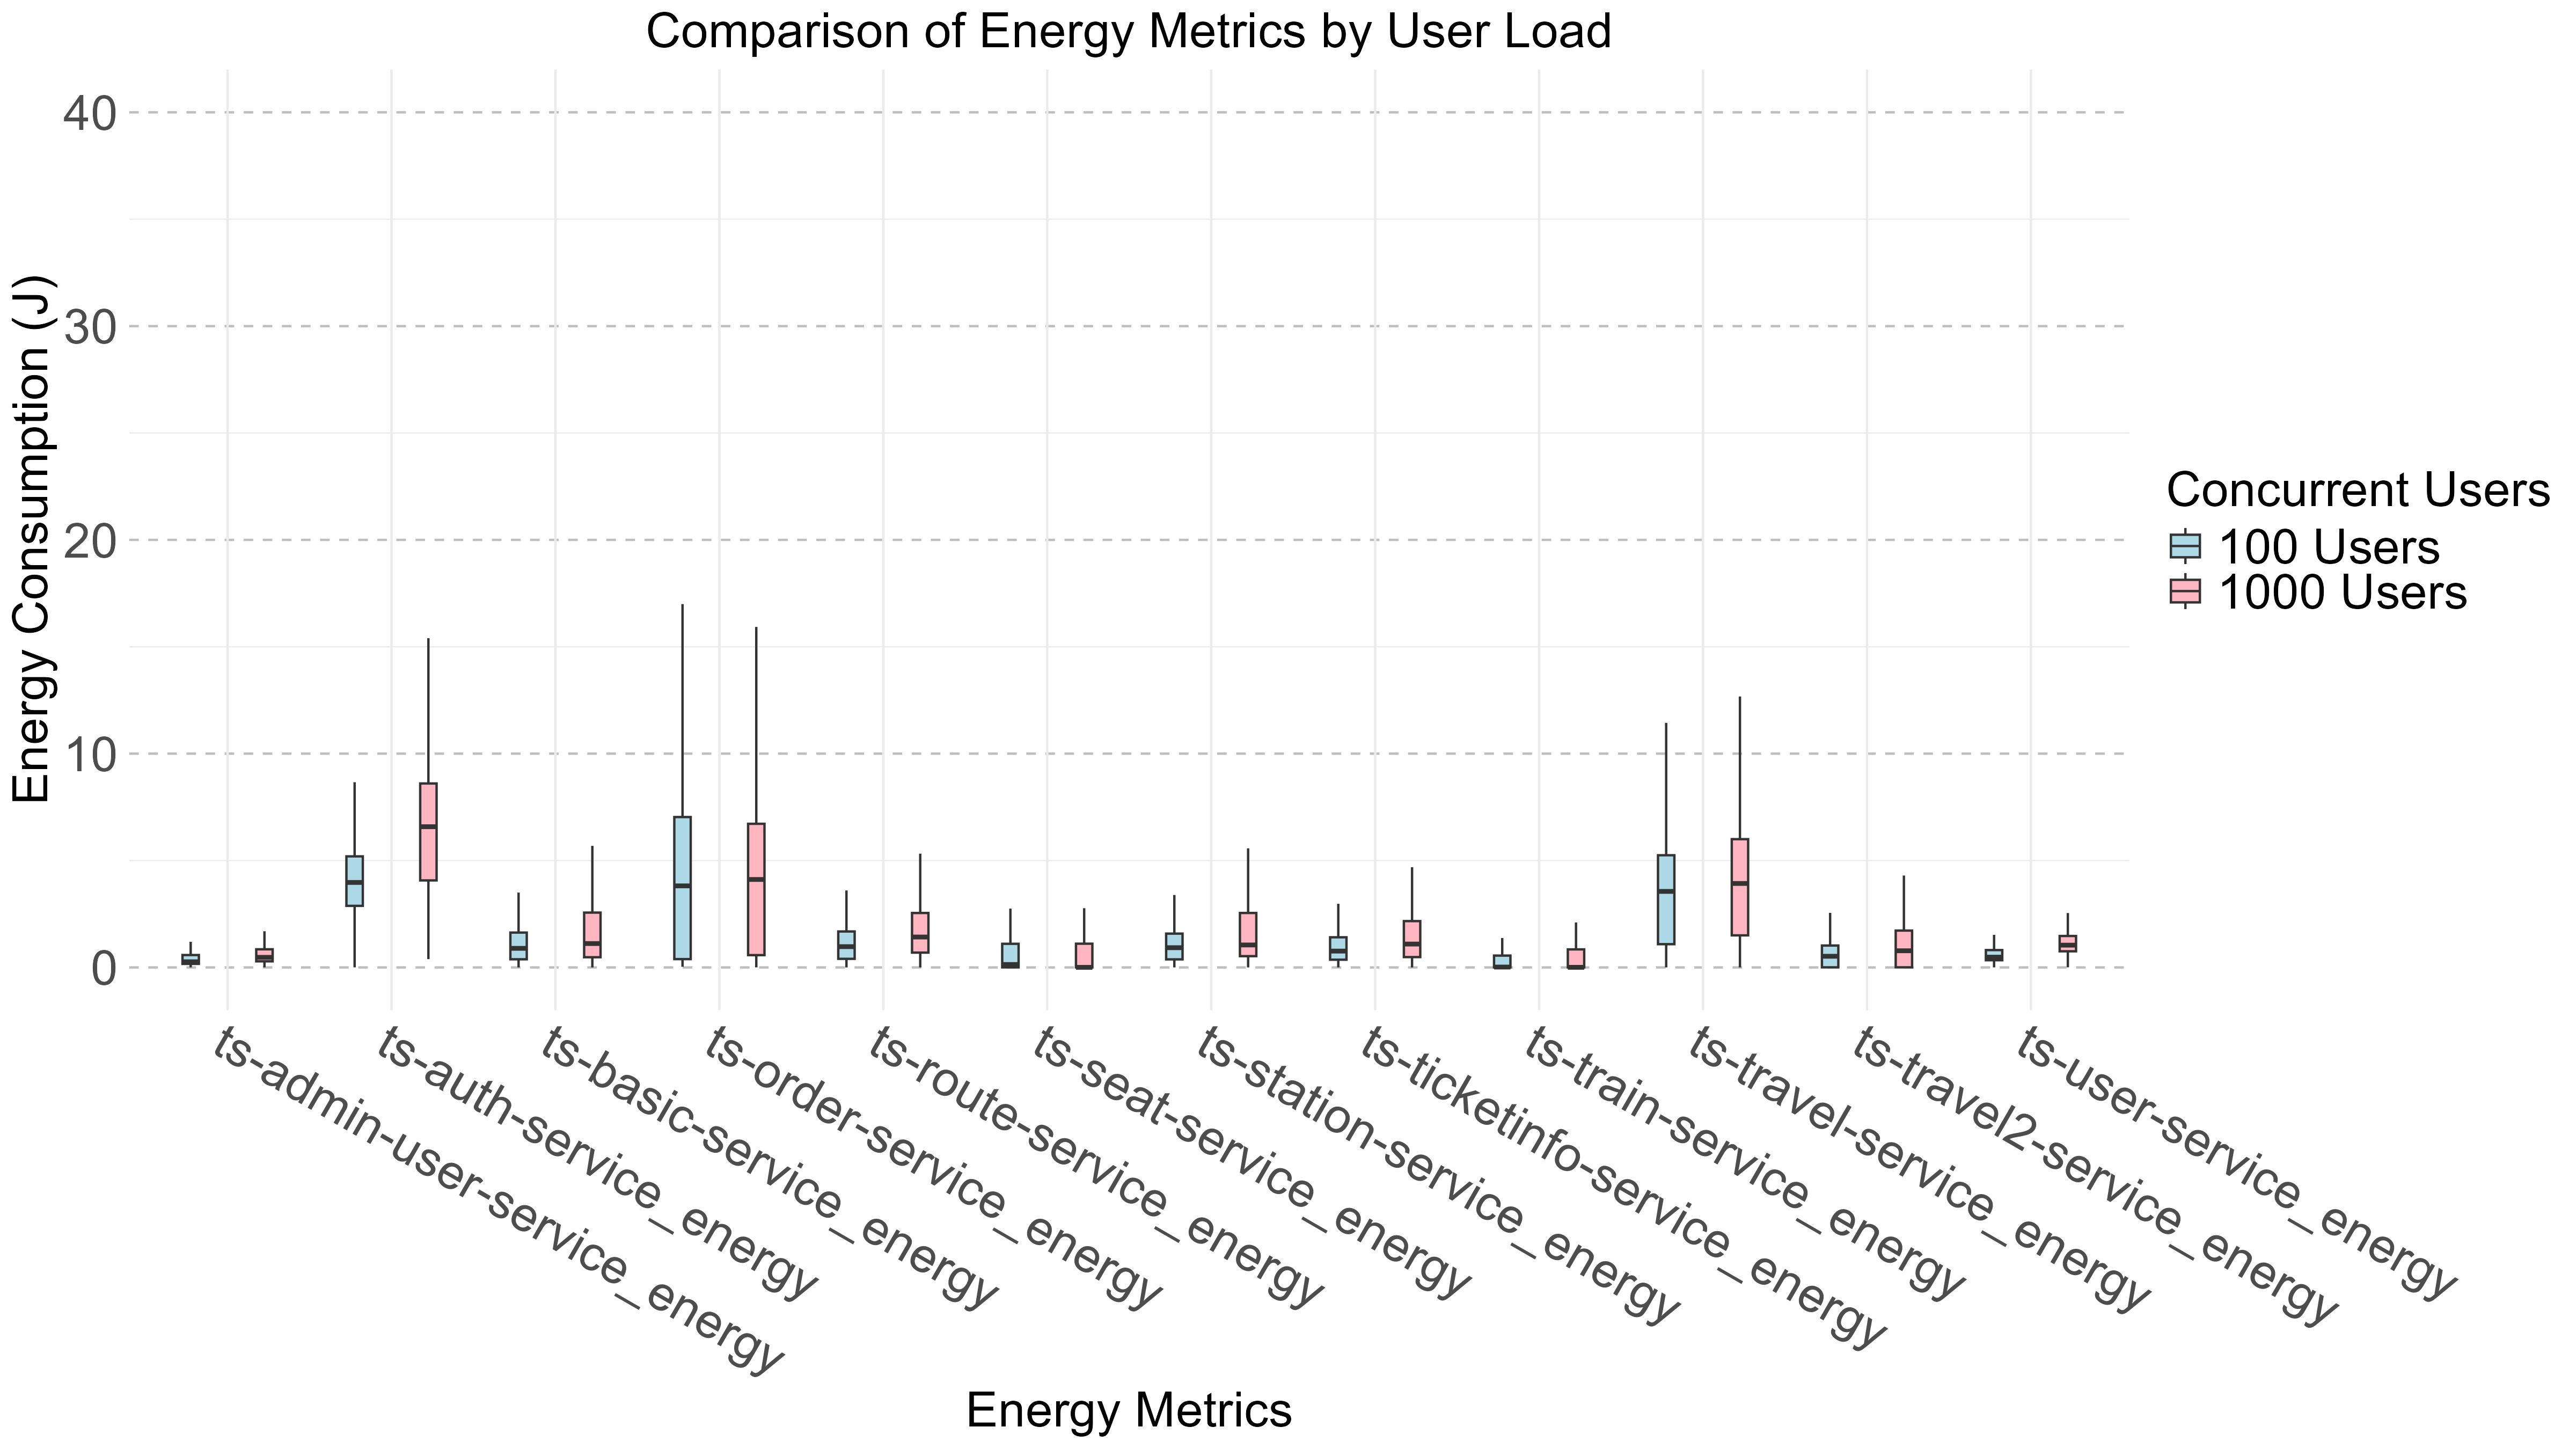 Comparison of Energy Metrics by User Load
Energy Consumption (J)
40
30
20
10
0
ts-admin-user-service_energy
ts-auth-service_energy
ts-basic-service_energy
ts-order-service_energy
ts-route-service_energy
ts-seat-service_energy
ts-station-service_energy
ts-ticketinfo-service_energy
ts-train-service_energy
ts-travel-service_energy
ts-travel2-service_energy
ts-user-service_energy
Energy Metrics
Concurrent Users
100 Users
1000 Users